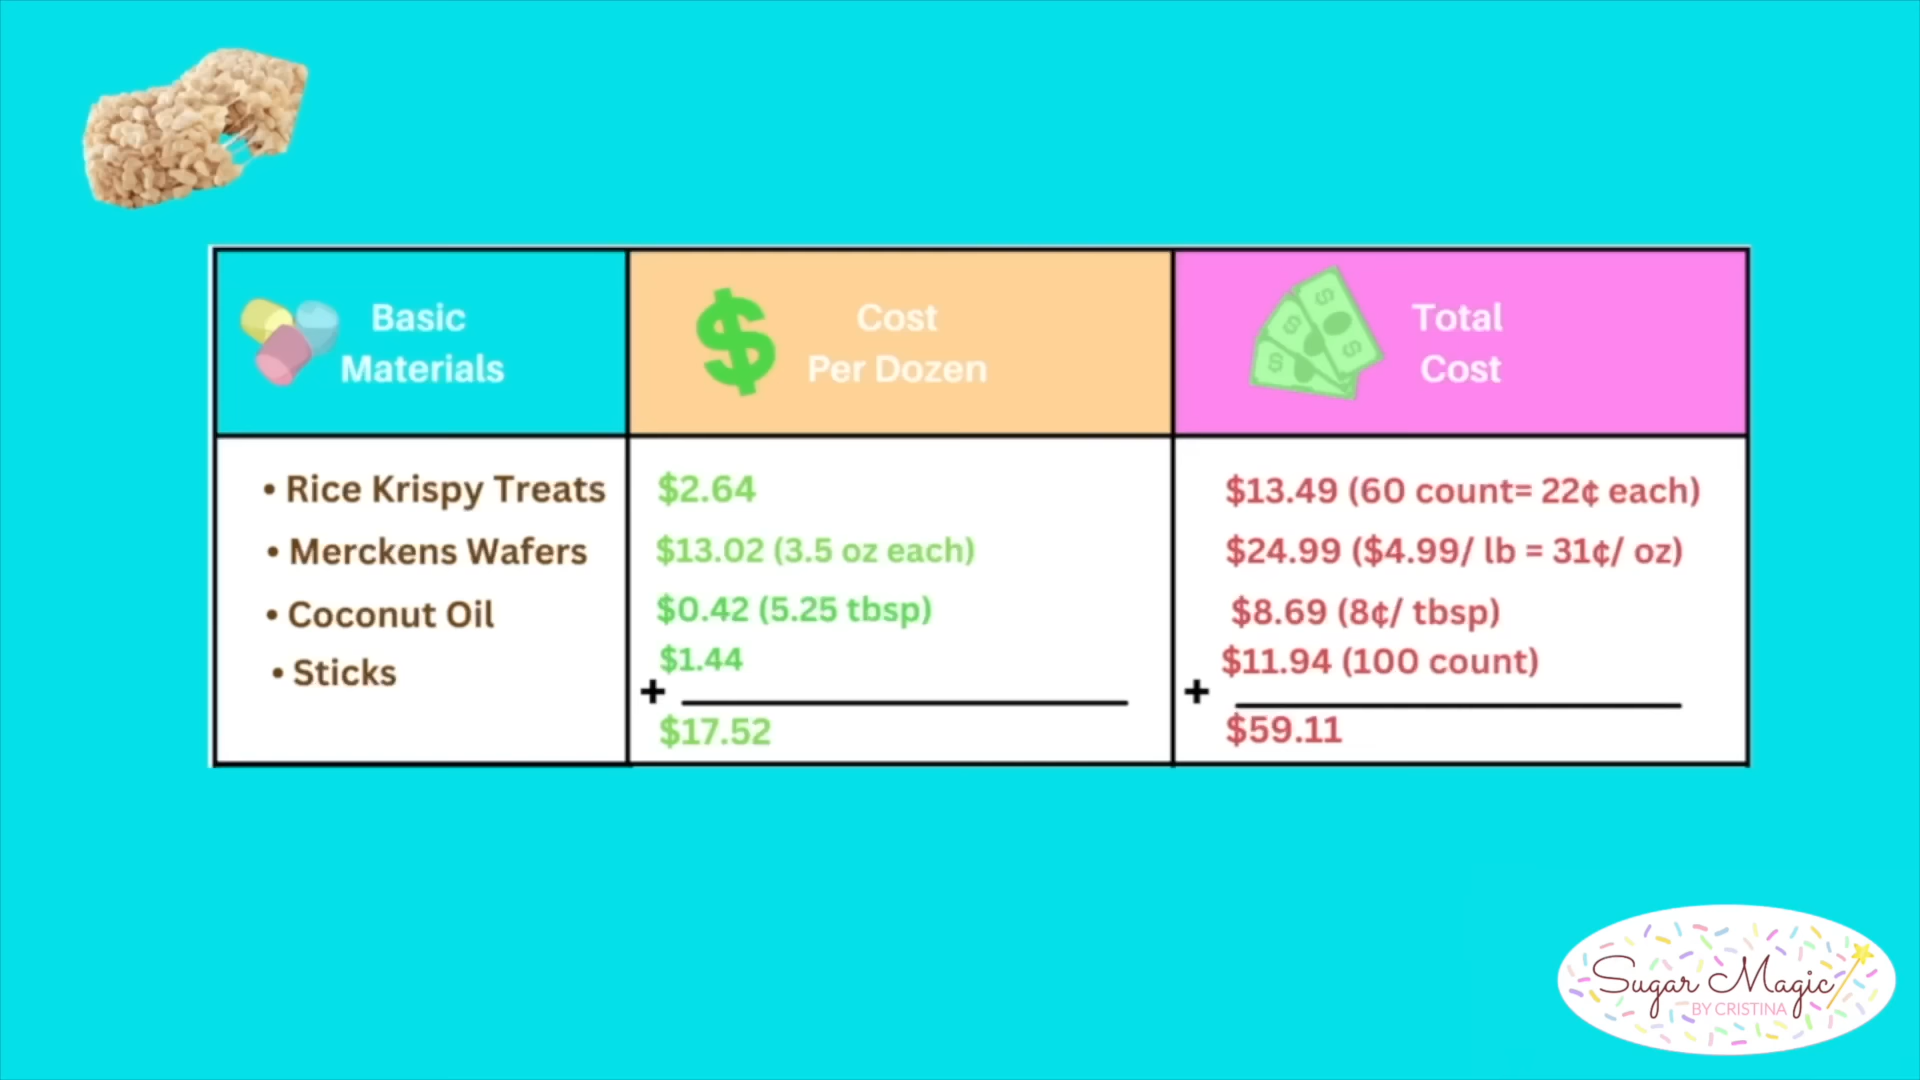 Basic
Materials
Cost
Per Dozen
Total
Cost
• Rice Krispy Treats
$2.64
$13.49 (60 count= 22¢ each)
• Merckens Wafers
$13.02 (3.5 oz each)
$24.99 ($4.99/ lb = 31¢/ oz)
• Coconut Oil
$0.42 (5.25 tbsp)
$8.69 (8¢/ tbsp)
• Sticks
$1.44
$11.94 (100 count)
+
$17.52
+
$59.11
Sugar Magic
BY CRISTINA